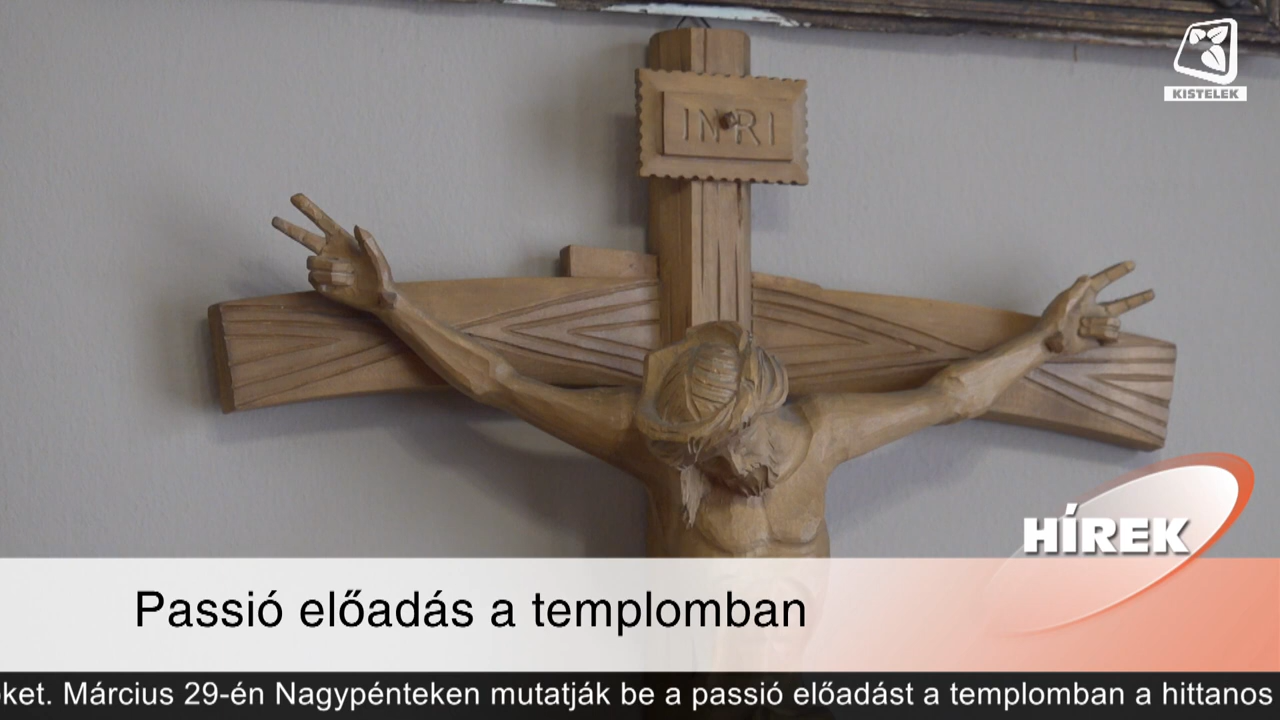 KISTELEK
INRI
HÍREK
Passió előadás a templomban
ket. Március 29-én Nagypénteken mutatják be a passió előadást a templomban a hittanos